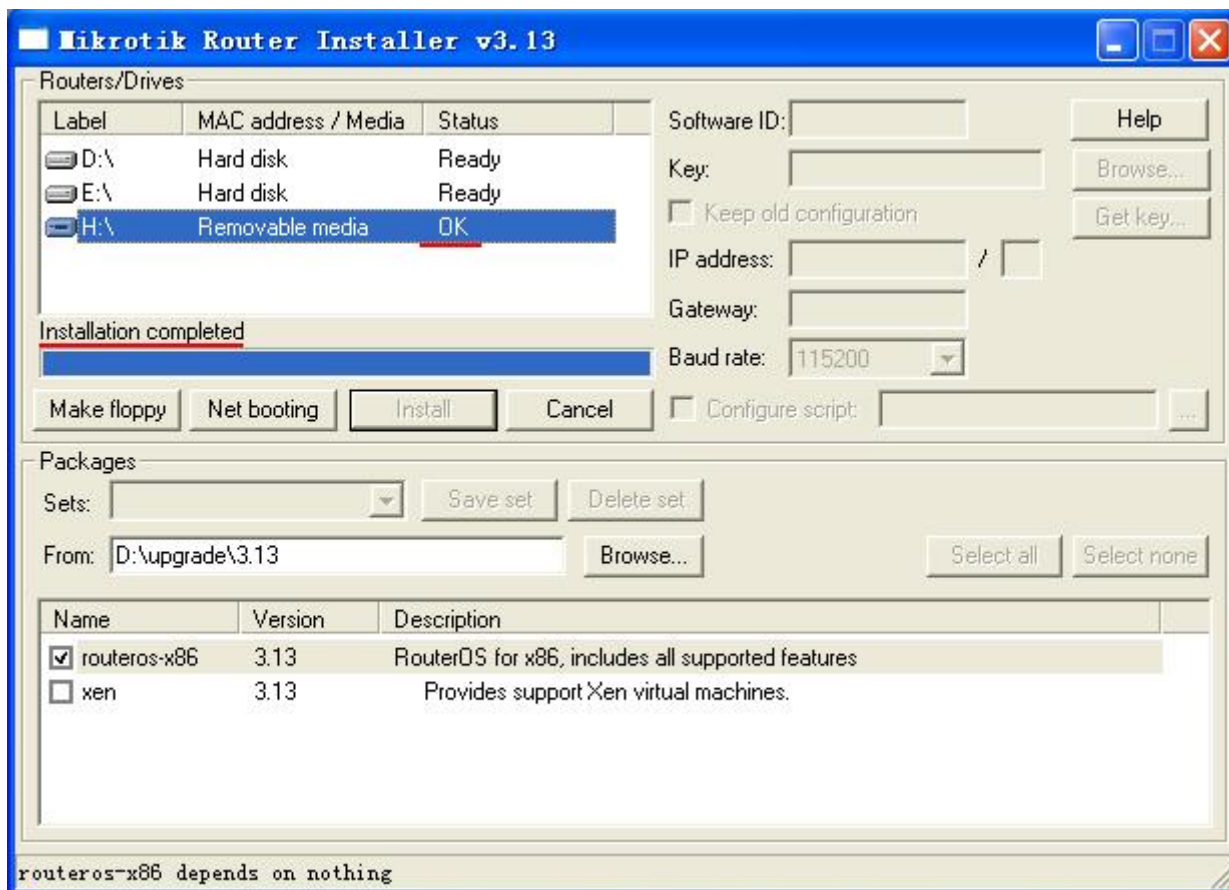 Mikrotik Router Installer v3.13
Routers/Drives
Label MAC address / Media Status
D:\ Hard disk Ready
E:\ Hard disk Ready
H:\ Removable media OK
Installation completed
Make floppy Net booting Install Cancel
Software ID: Help
Key: Browse...
Keep old configuration Get key...
IP address: /
Gateway:
Baud rate: 115200
Configure script: ...
Packages
Sets: Save set Delete set
From: D:\upgrade\3.13 Browse... Select all Select none
Name Version Description
routeros-x86 3.13 RouterOS for x86, includes all supported features
xen 3.13 Provides support Xen virtual machines.
routeros-x86 depends on nothing